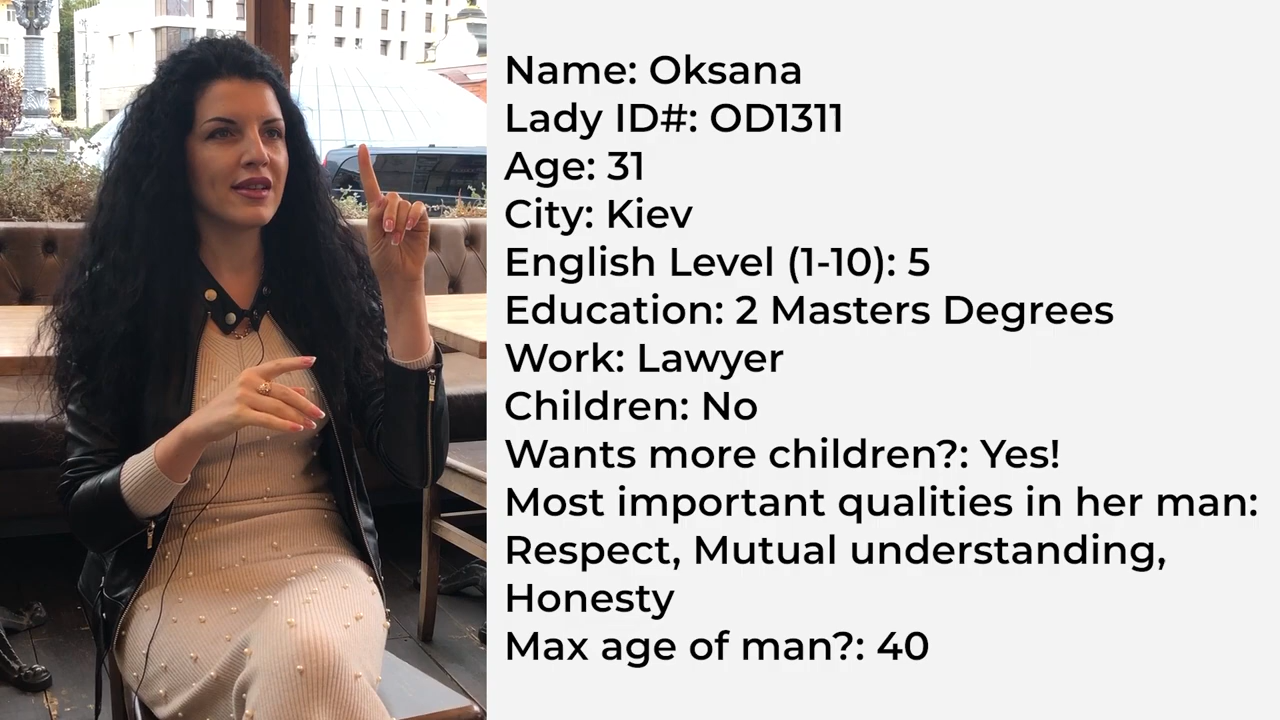 Name: Oksana
Lady ID#: OD1311
Age: 31
City: Kiev
English Level (1-10): 5
Education: 2 Masters Degrees
Work: Lawyer
Children: No
Wants more children?: Yes!
Most important qualities in her man:
Respect, Mutual understanding,
Honesty
Max age of man?: 40